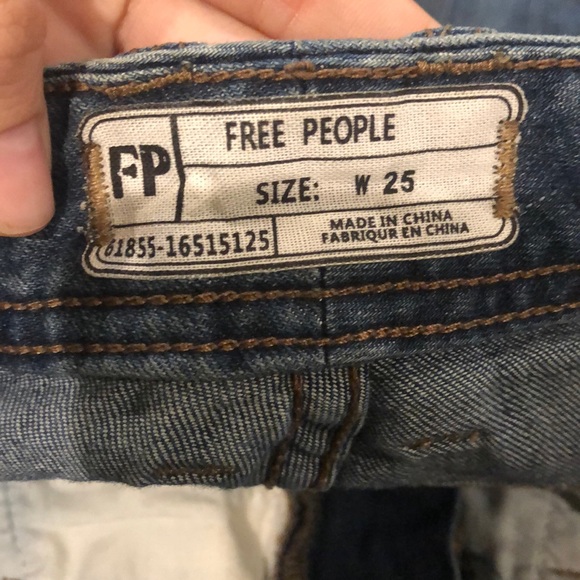 FP
FREE PEOPLE
SIZE: W 25
61855-16515125
MADE IN CHINA
FABRIQUR EN CHINA